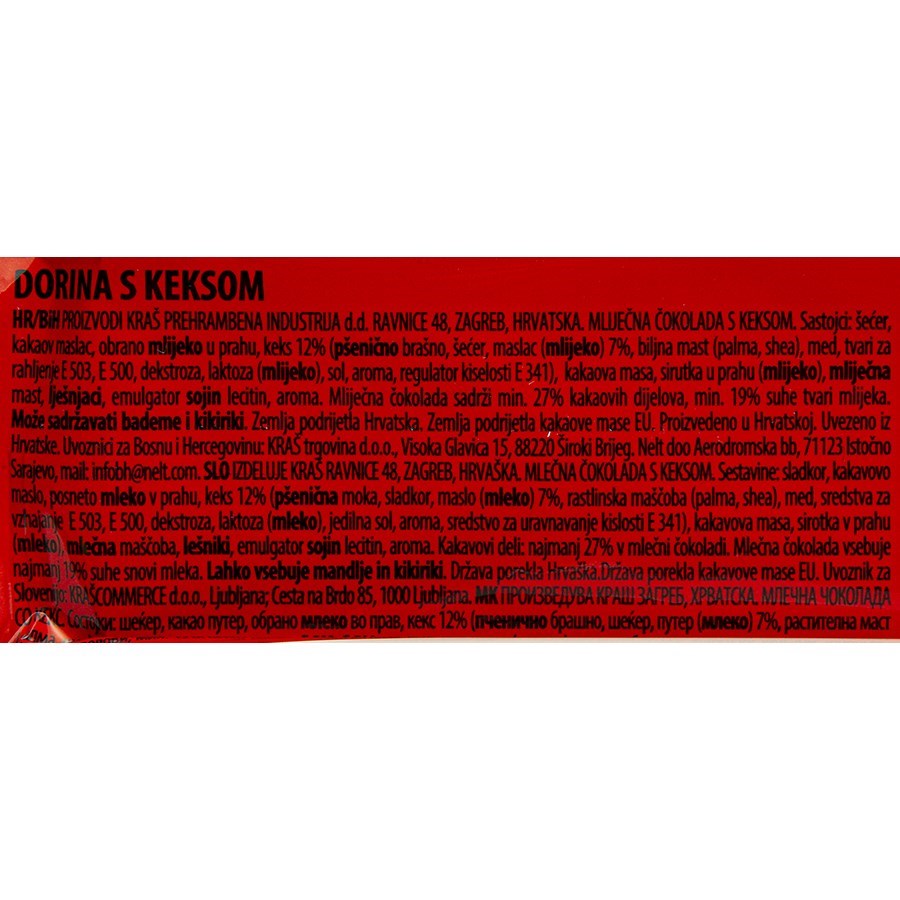 DORINA S KEKSOM
HR/BiH PROIZVODI KRAŠ PREHRAMBENA INDUSTRIJA d.d. RAVNICE 48, ZAGREB, HRVATSKA. MLIJEČNA ČOKOLADA S KEKSOM. Sastojci: šećer,
kakaov maslac, obrano mlijeko u prahu, keks 12% (pšenično brašno, šećer, maslac (mlijeko) 7%, biljna mast (palma, shea), med, tvari za
rahljenje E 503, E 500, dekstroza, laktoza (mlijeko), sol, aroma, regulator kiselosti E 341), kakaova masa, sirutka u prahu (mlijeko), mliječna
mast, lješnjaci, emulgator sojin lecitin, aroma. Mliječna čokolada sadrži min. 27% kakaovih dijelova, min. 19% suhe tvari mlijeka.
Može sadržavati bademe i kikiriki. Zemlja podrijetla Hrvatska. Zemlja podrijetla kakaove mase EU. Proizvedeno u Hrvatskoj. Uvezeno iz
Hrvatske. Uvoznici za Bosnu i Hercegovinu: KRAŠ trgovina d.o.o., Visoka Glavica 15, 88220 Široki Brijeg. Nelt doo Aerodromska bb, 71123 Istočno
Sarajevo, mail: infobh@nelt.com. SLO IZDELUJE KRAŠ RAVNICE 48, ZAGREB, HRVAŠKA. MLEČNA ČOKOLADA S KEKSOM. Sestavine: sladkor, kakavovo
maslo, posneto mleko v prahu, keks 12% (pšenična moka, sladkor, maslo (mleko) 7%, rastlinska maščoba (palma, shea), med, sredstva za
vzhajanje E 503, E 500, dekstroza, laktoza (mleko), jedilna sol, aroma, sredstvo za uravnavanje kislosti E 341), kakavova masa, sirotka v prahu
(mleko), mlečna maščoba, lešniki, emulgator sojin lecitin, aroma. Kakavovi deli: najmanj 27% v mlečni čokoladi. Mlečna čokolada vsebuje
najmanj 19% suhe snovi mleka. Lahko vsebuje mandlje in kikiriki. Država porekla Hrvaška.Država porekla kakavove mase EU. Uvoznik za
Slovenijo: KRAŠCOMMERCE d.o.o., Ljubljana; Cesta na Brdo 85, 1000 Ljubljana. МК ПРОИЗВЕДУВА КРАШ ЗАГРЕБ, ХРВАТСКА. МЛЕЧНА ЧОКОЛАДА
СО КЕКС. Состојки: шеќер, какао путер, обрано млеко во прав, кекс 12% (пченично брашно, шеќер, путер (млеко) 7%, растителна маст